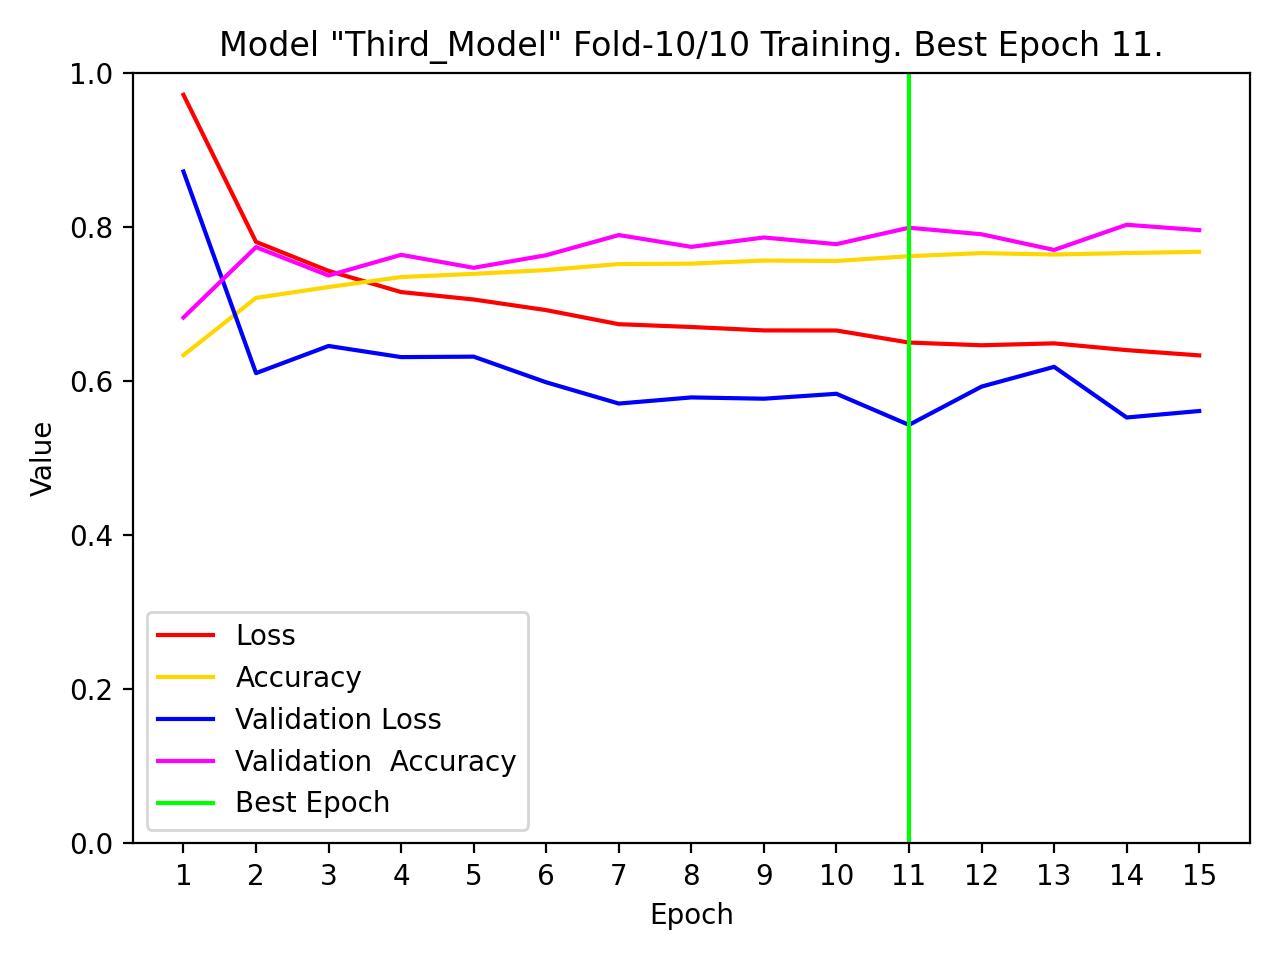 Model "Third_Model" Fold-10/10 Training. Best Epoch 11.
1.0
0.8
0.6
0.4
0.2
0.0
Value
Loss
Accuracy
Validation Loss
Validation  Accuracy
Best Epoch
1 2 3 4 5 6 7 8 9 10 11 12 13 14 15
Epoch